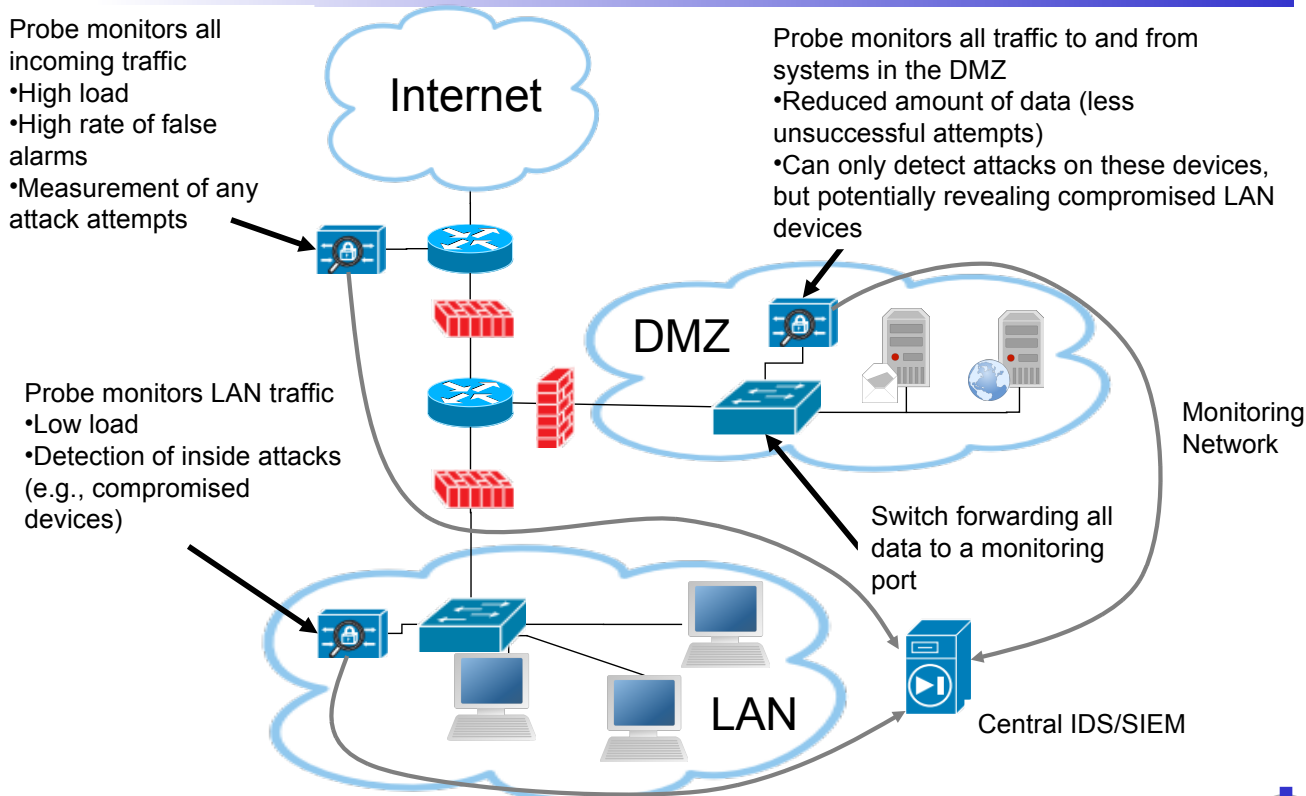 Probe monitors all
incoming traffic
•High load
•High rate of false
alarms
•Measurement of any
attack attempts
Internet
Probe monitors all traffic to and from
systems in the DMZ
•Reduced amount of data (less
unsuccessful attempts)
•Can only detect attacks on these devices,
but potentially revealing compromised LAN
devices
DMZ
Probe monitors LAN traffic
•Low load
•Detection of inside attacks
(e.g., compromised
devices)
Monitoring
Network
Switch forwarding all
data to a monitoring
port
LAN
Central IDS/SIEM